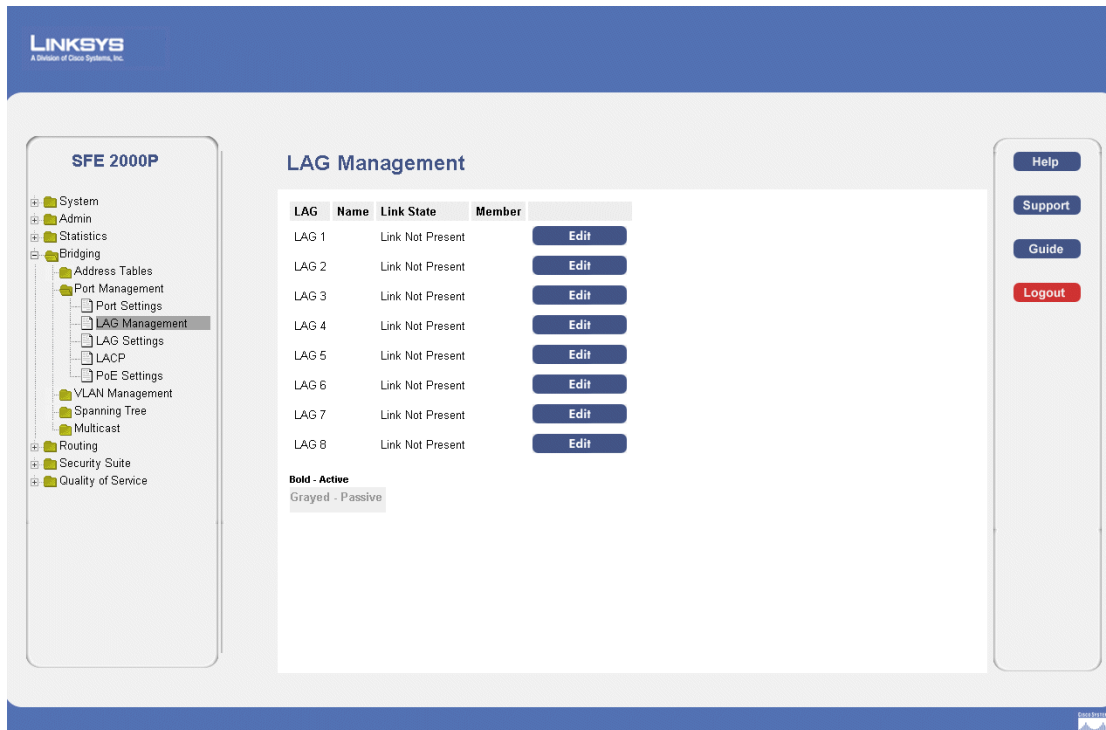 LINKSYS
A Division of Cisco Systems, Inc.
SFE 2000P
System
Admin
Statistics
Bridging
Address Tables
Port Management
Port Settings
LAG Management
LAG Settings
LACP
PoE Settings
VLAN Management
Spanning Tree
Multicast
Routing
Security Suite
Quality of Service
LAG Management
LAG Name Link State Member
LAG 1 Link Not Present Edit
LAG 2 Link Not Present Edit
LAG 3 Link Not Present Edit
LAG 4 Link Not Present Edit
LAG 5 Link Not Present Edit
LAG 6 Link Not Present Edit
LAG 7 Link Not Present Edit
LAG 8 Link Not Present Edit
Bold - Active
Grayed - Passive
Help
Support
Guide
Logout